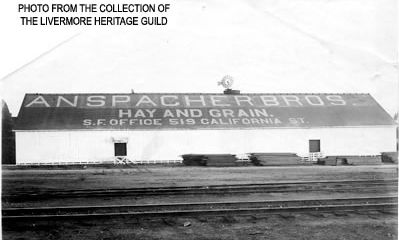 PHOTO FROM THE COLLECTION OF
THE LIVERMORE HERITAGE GUILD
ANSPACHER BROS
HAY AND GRAIN.
S.F. OFFICE 519 CALIFORNIA ST.